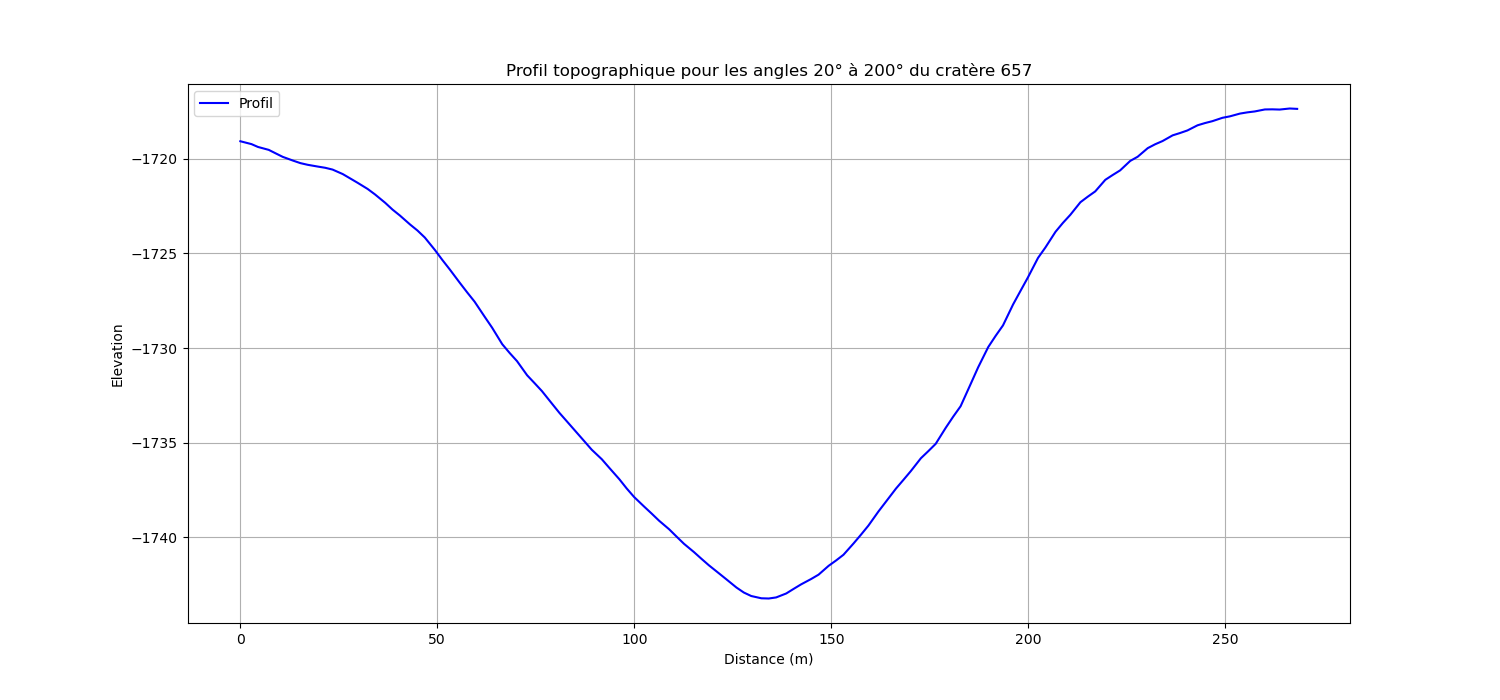 Profil topographique pour les angles 20° à 200° du cratère 657
Profil
−1720
−1725
−1730
−1735
−1740
Elevation
0
50
100
150
200
250
Distance (m)